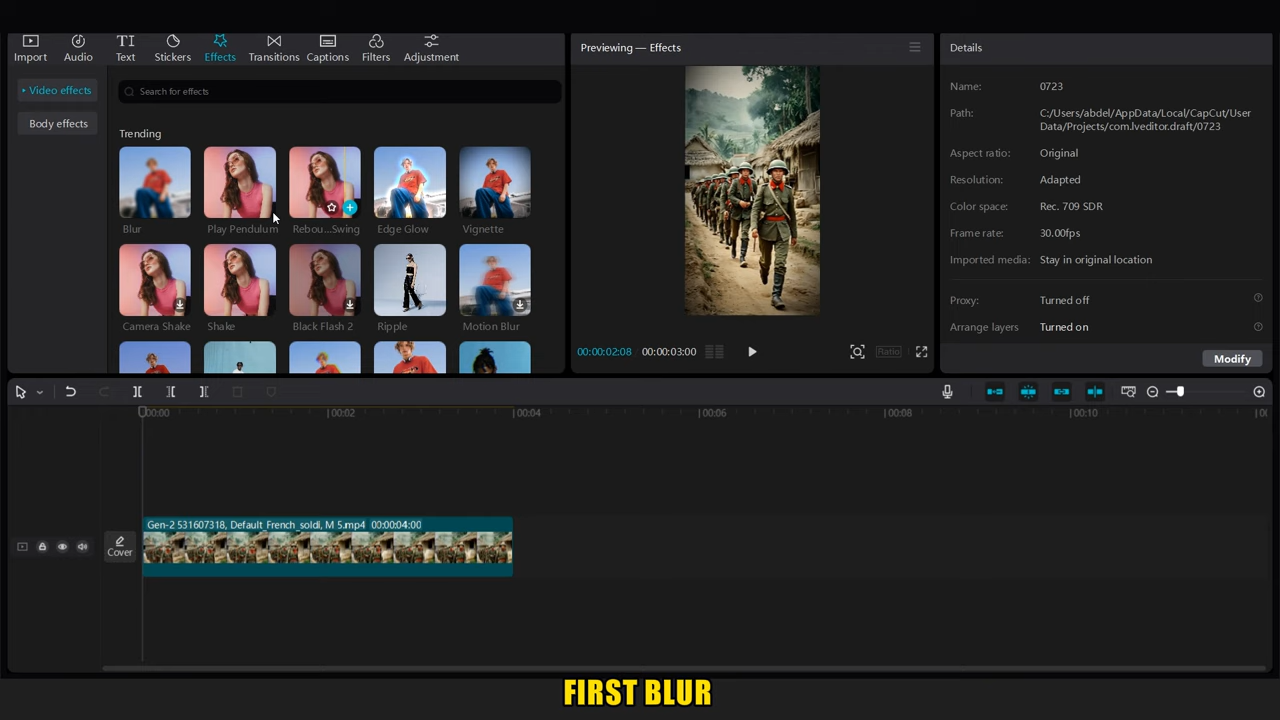 Import Audio Text Stickers Effects Transitions Captions Filters Adjustment
Video effects
Body effects
Search for effects
Trending
Blur Play Pendulum Rebou...Swing Edge Glow Vignette
Camera Shake Shake Black Flash 2 Ripple Motion Blur
Previewing — Effects
00:00:02:08 00:00:03:00 Ratio
Details
Name: 0723
Path: C:/Users/abdel/AppData/Local/CapCut/User
Data/Projects/com.lveditor.draft/0723
Aspect ratio: Original
Resolution: Adapted
Color space: Rec. 709 SDR
Frame rate: 30.00fps
Imported media: Stay in original location
Proxy: Turned off
Arrange layers Turned on
Modify
00:00 00:02 00:04 00:06 00:08 00:10
Cover
Gen-2 531607318, Default_French_soldi, M 5.mp4 00:00:04:00
FIRST BLUR